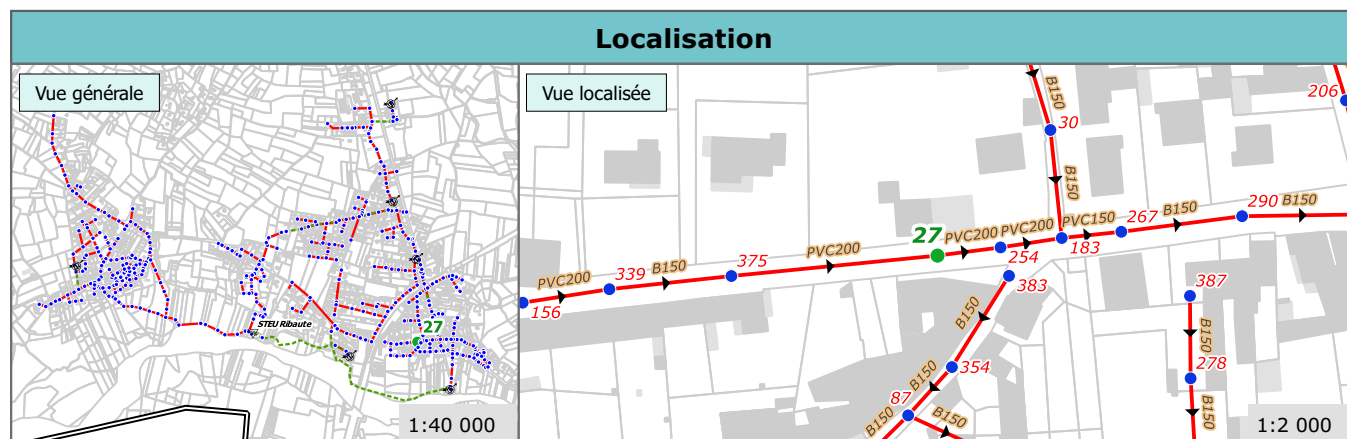 Localisation
Vue générale
STEU Ribaute
27
1:40 000
Vue localisée
B150
206
30
B150
290
B150
B150
267
PVC150
PVC200
PVC200
27
183
254
PVC200
375
B150
339
PVC200
156
383
387
B150
B150
278
354
B150
87
B150
B150
B150
1:2 000